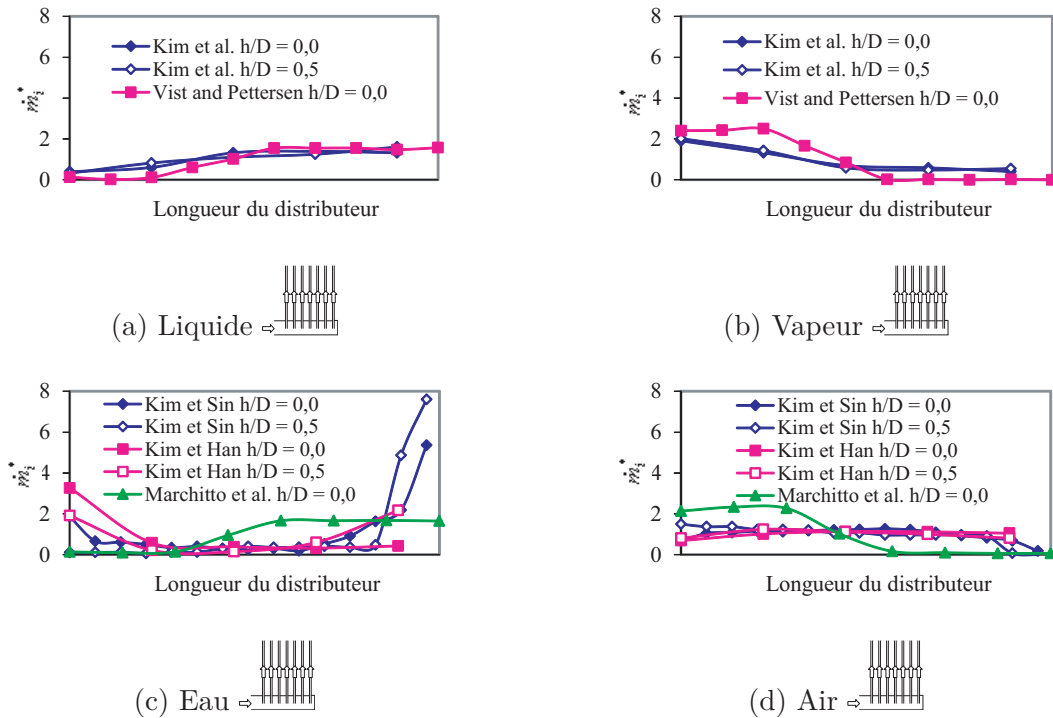 8
6
4
2
0
ṁᵢ*
Kim et al. h/D = 0,0
Kim et al. h/D = 0,5
Vist and Pettersen h/D = 0,0
Longueur du distributeur
(a) Liquide
8
6
4
2
0
ṁᵢ*
Kim et al. h/D = 0,0
Kim et al. h/D = 0,5
Vist and Pettersen h/D = 0,0
Longueur du distributeur
(b) Vapeur
8
6
4
2
0
ṁᵢ*
Kim et Sin h/D = 0,0
Kim et Sin h/D = 0,5
Kim et Han h/D = 0,0
Kim et Han h/D = 0,5
Marchitto et al. h/D = 0,0
Longueur du distributeur
(c) Eau
8
6
4
2
0
ṁᵢ*
Kim et Sin h/D = 0,0
Kim et Sin h/D = 0,5
Kim et Han h/D = 0,0
Kim et Han h/D = 0,5
Marchitto et al. h/D = 0,0
Longueur du distributeur
(d) Air